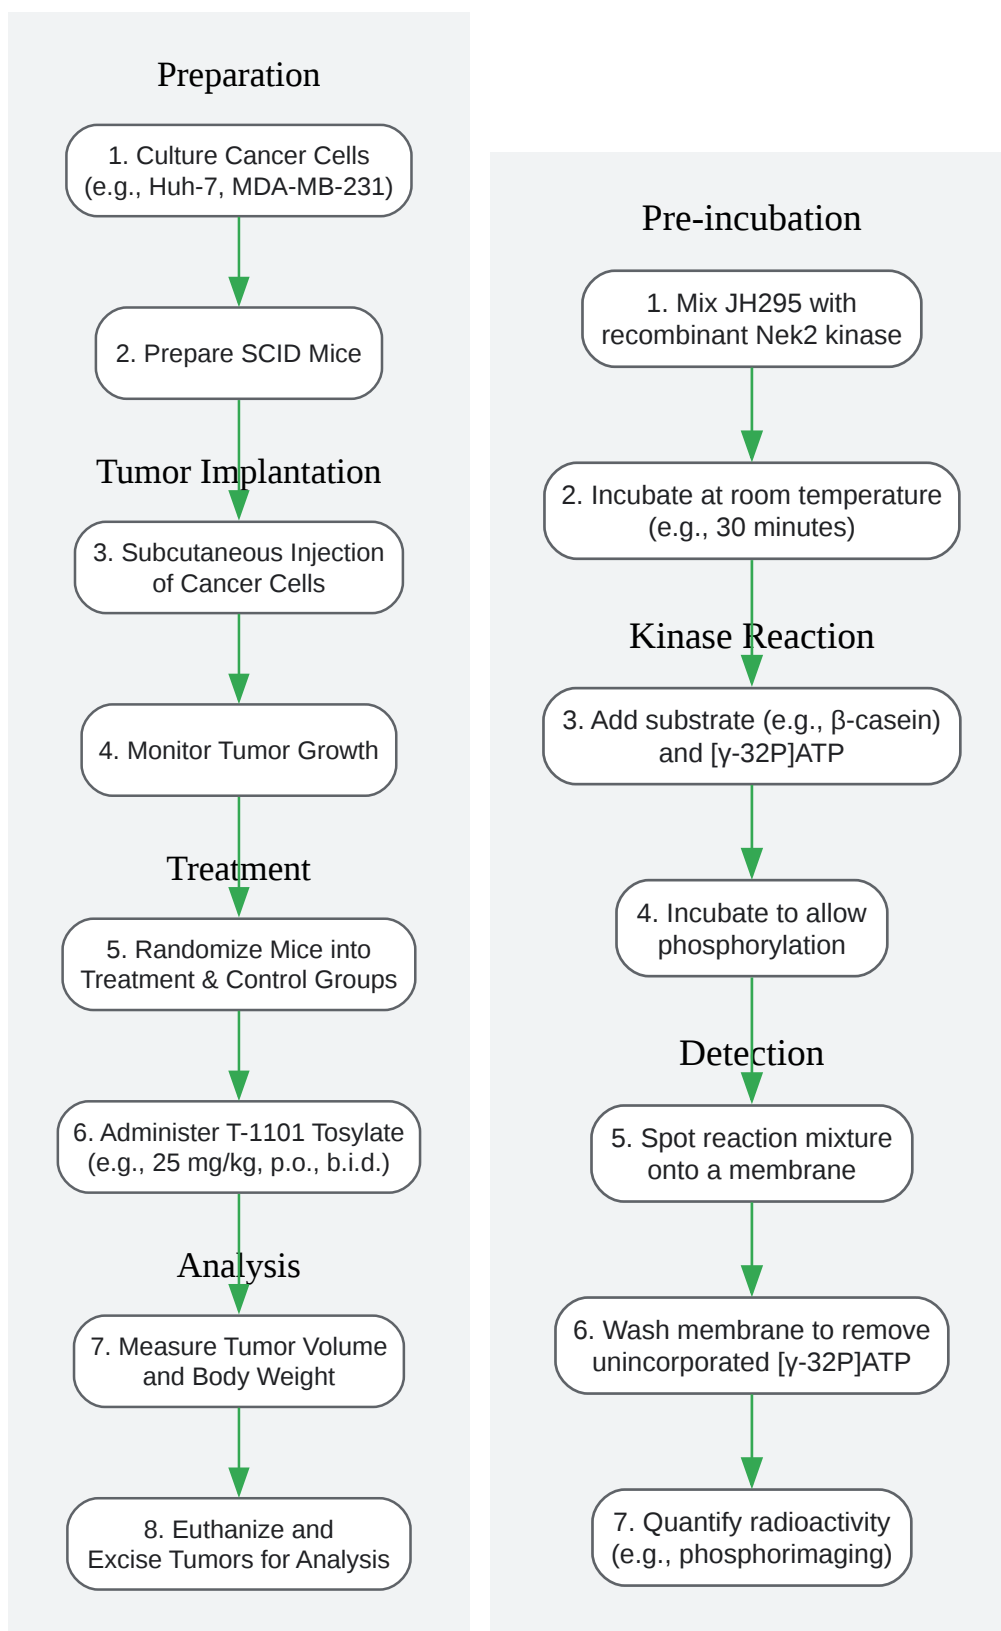 Preparation
1. Culture Cancer Cells
(e.g., Huh-7, MDA-MB-231)
2. Prepare SCID Mice
Tumor Implantation
3. Subcutaneous Injection
of Cancer Cells
4. Monitor Tumor Growth
Treatment
5. Randomize Mice into
Treatment & Control Groups
6. Administer T-1101 Tosylate
(e.g., 25 mg/kg, p.o., b.i.d.)
Analysis
7. Measure Tumor Volume
and Body Weight
8. Euthanize and
Excise Tumors for Analysis
Pre-incubation
1. Mix JH295 with
recombinant Nek2 kinase
2. Incubate at room temperature
(e.g., 30 minutes)
Kinase Reaction
3. Add substrate (e.g., β-casein)
and [γ-32P]ATP
4. Incubate to allow
phosphorylation
Detection
5. Spot reaction mixture
onto a membrane
6. Wash membrane to remove
unincorporated [γ-32P]ATP
7. Quantify radioactivity
(e.g., phosphorimaging)